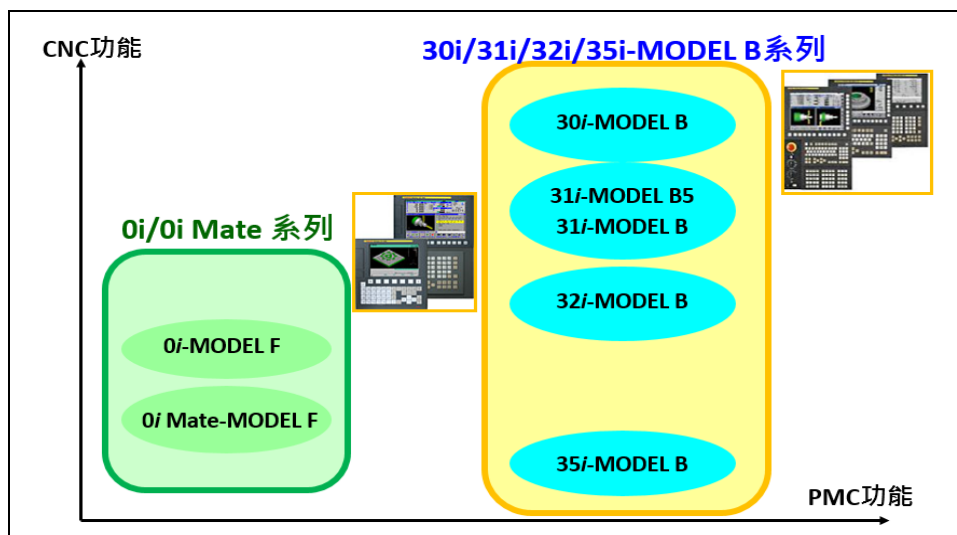 CNC功能
30i/31i/32i/35i-MODEL B系列
30i-MODEL B
31i-MODEL B5
31i-MODEL B
0i/0i Mate 系列
32i-MODEL B
0i-MODEL F
0i Mate-MODEL F
35i-MODEL B
PMC功能